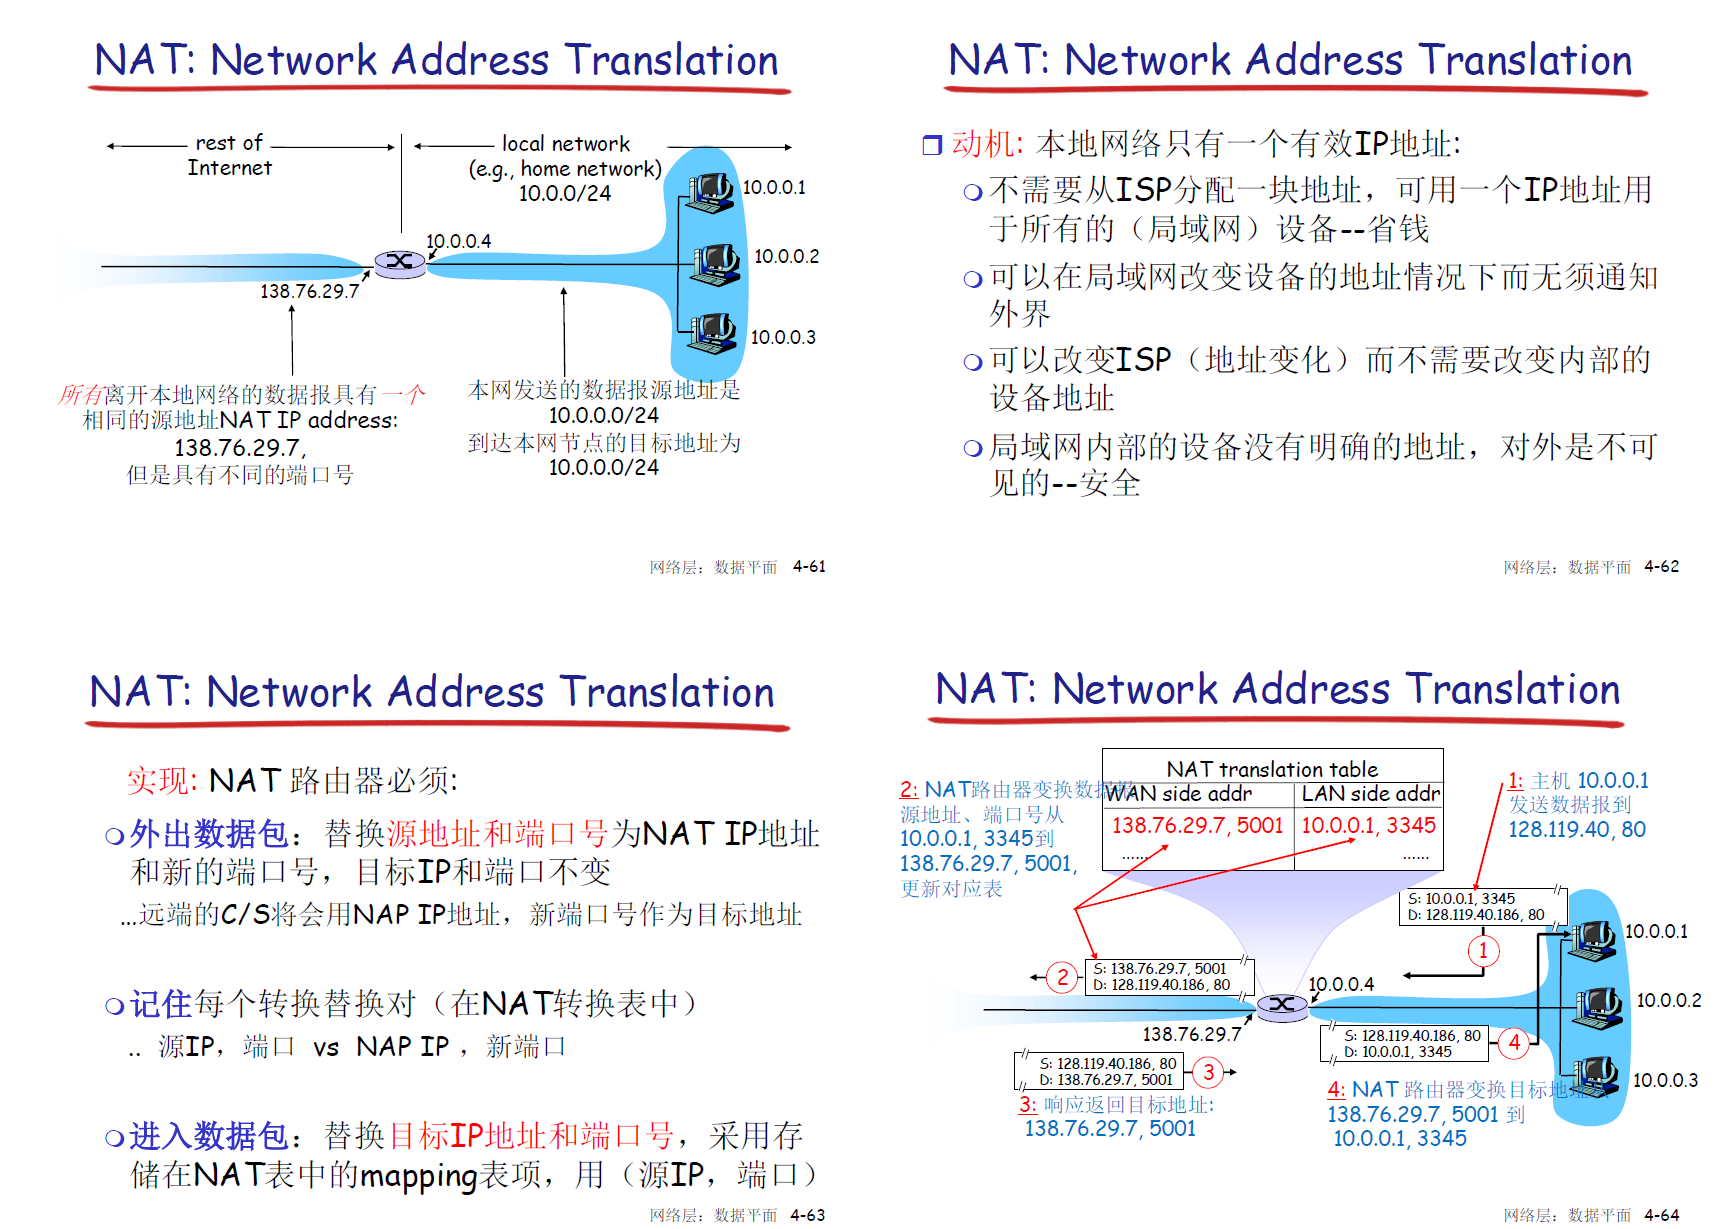 NAT: Network Address Translation
rest of
Internet
local network
(e.g., home network)
10.0.0/24
10.0.0.1
10.0.0.4
10.0.0.2
138.76.29.7
10.0.0.3
所有离开本地网络的数据报具有一个
相同的源地址NAT IP address:
138.76.29.7,
但是具有不同的端口号
本网发送的数据报源地址是
10.0.0.0/24
到达本网节点的目标地址为
10.0.0.0/24
网络层：数据平面 4-61
NAT: Network Address Translation
动机: 本地网络只有一个有效IP地址:
不需要从ISP分配一块地址，可用一个IP地址用
于所有的（局域网）设备--省钱
可以在局域网改变设备的地址情况下而无须通知
外界
可以改变ISP（地址变化）而不需要改变内部的
设备地址
局域网内部的设备没有明确的地址，对外是不可
见的--安全
网络层：数据平面 4-62
NAT: Network Address Translation
实现: NAT 路由器必须:
外出数据包：替换源地址和端口号为NAT IP地址
和新的端口号，目标IP和端口不变
…远端的C/S将会用NAP IP地址，新端口号作为目标地址
记住每个转换替换对（在NAT转换表中）
.. 源IP，端口 vs NAP IP ，新端口
进入数据包：替换目标IP地址和端口号，采用存
储在NAT表中的mapping表项，用（源IP，端口）
网络层：数据平面 4-63
NAT: Network Address Translation
NAT translation table
WAN side addr LAN side addr
138.76.29.7, 5001 10.0.0.1, 3345
…… ……
2: NAT路由器变换数据报
源地址、端口号从
10.0.0.1, 3345到
138.76.29.7, 5001,
更新对应表
1: 主机 10.0.0.1
发送数据报到
128.119.40, 80
S: 10.0.0.1, 3345
D: 128.119.40.186, 80
1
10.0.0.1
2
S: 138.76.29.7, 5001
D: 128.119.40.186, 80
10.0.0.4
10.0.0.2
138.76.29.7
S: 128.119.40.186, 80
D: 10.0.0.1, 3345
4
S: 128.119.40.186, 80
D: 138.76.29.7, 5001
3
10.0.0.3
3: 响应返回目标地址:
138.76.29.7, 5001
4: NAT 路由器变换目标地址
138.76.29.7, 5001 到
10.0.0.1, 3345
网络层：数据平面 4-64